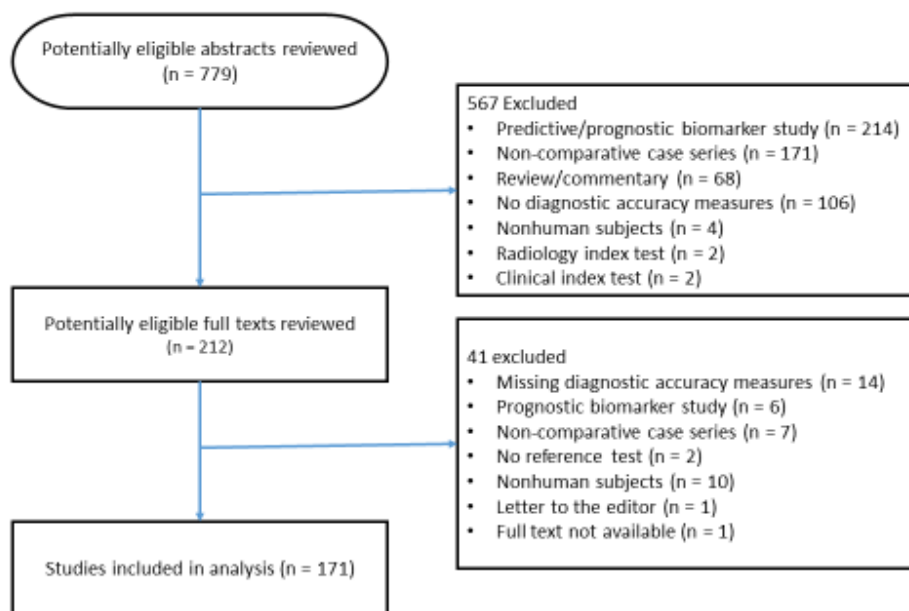 Potentially eligible abstracts reviewed
(n = 779)
567 Excluded
• Predictive/prognostic biomarker study (n = 214)
• Non-comparative case series (n = 171)
• Review/commentary (n = 68)
• No diagnostic accuracy measures (n = 106)
• Nonhuman subjects (n = 4)
• Radiology index test (n = 2)
• Clinical index test (n = 2)
Potentially eligible full texts reviewed
(n = 212)
41 excluded
• Missing diagnostic accuracy measures (n = 14)
• Prognostic biomarker study (n = 6)
• Non-comparative case series (n = 7)
• No reference test (n = 2)
• Nonhuman subjects (n = 10)
• Letter to the editor (n = 1)
• Full text not available (n = 1)
Studies included in analysis (n = 171)